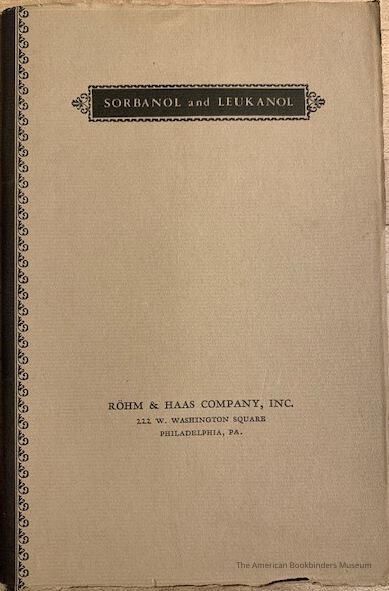 SORBANOL and LEUKANOL
RÖHM & HAAS COMPANY, INC.
222 W. WASHINGTON SQUARE
PHILADELPHIA, PA.
The American Bookbinders Museum